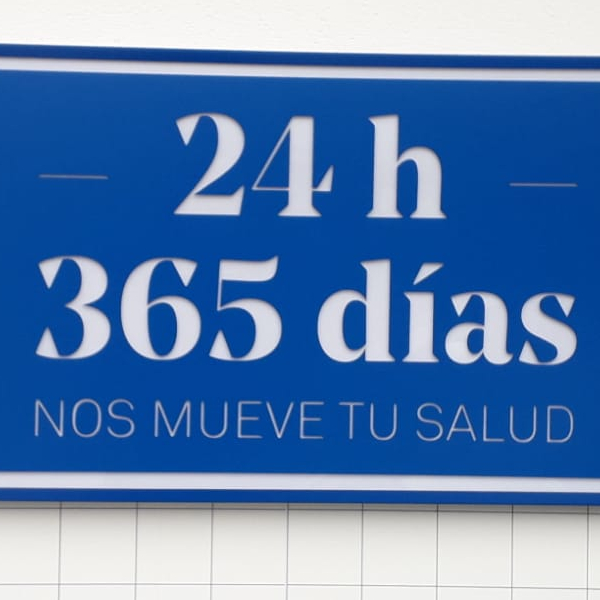 24 h
365 días
NOS MUEVE TU SALUD